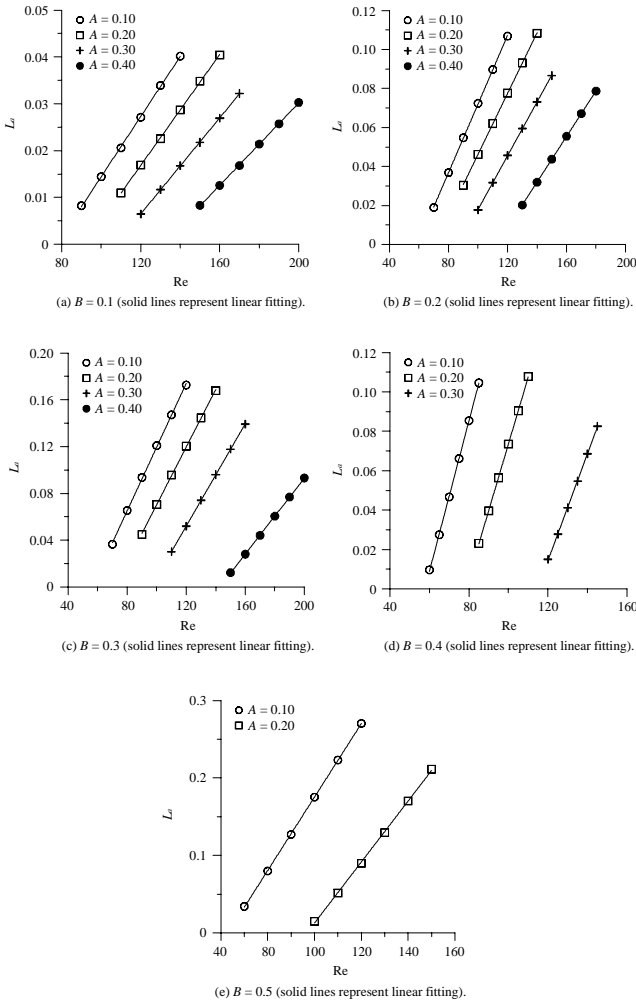 0.05
A = 0.10
A = 0.20
A = 0.30
A = 0.40
0.04
0.03
La
0.02
0.01
0
80
120
160
200
Re
(a) B = 0.1 (solid lines represent linear fitting).
0.12
A = 0.10
A = 0.20
A = 0.30
A = 0.40
0.10
0.08
La
0.06
0.04
0.02
0
40
80
120
160
200
Re
(b) B = 0.2 (solid lines represent linear fitting).
0.20
A = 0.10
A = 0.20
A = 0.30
A = 0.40
0.16
0.12
La
0.08
0.04
0
40
80
120
160
200
Re
(c) B = 0.3 (solid lines represent linear fitting).
0.12
A = 0.10
A = 0.20
A = 0.30
0.10
0.08
La
0.06
0.04
0.02
0
40
80
120
160
Re
(d) B = 0.4 (solid lines represent linear fitting).
0.3
A = 0.10
A = 0.20
0.2
La
0.1
0
40
60
80
100
120
140
160
Re
(e) B = 0.5 (solid lines represent linear fitting).